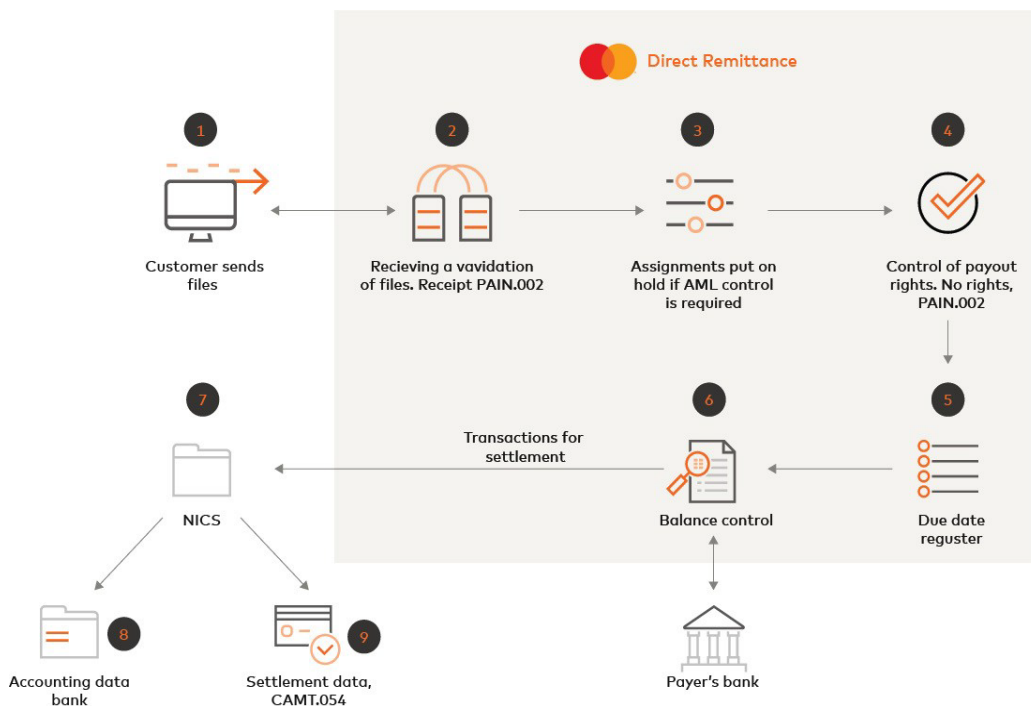 Direct Remittance
1
2
3
4
Customer sends
files
Recieving a vavidation
of files. Receipt PAIN.002
Assignments put on
hold if AML control
is required
Control of payout
rights. No rights,
PAIN.002
7
6
5
Transactions for
settlement
NICS
Balance control
Due date
reguster
8
9
Accounting data
bank
Settlement data,
CAMT.054
Payer's bank